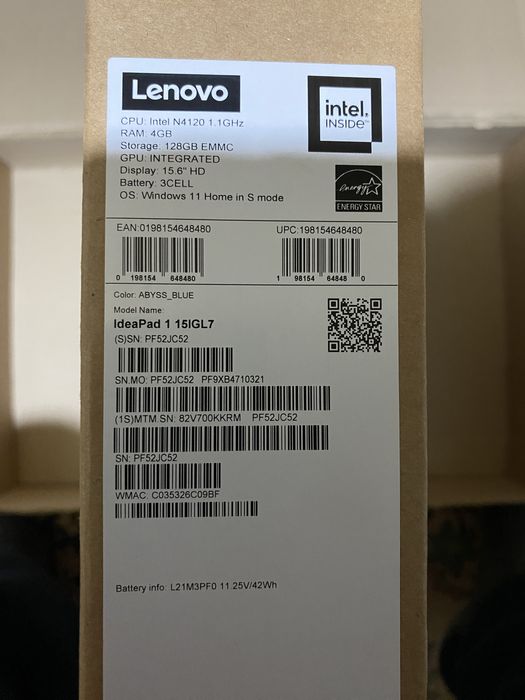 Lenovo
intel.
INSIDE™
CPU: Intel N4120 1.1GHz
RAM: 4GB
Storage: 128GB EMMC
GPU: INTEGRATED
Display: 15.6" HD
Battery: 3CELL
OS: Windows 11 Home in S mode
energy
ENERGY STAR
EAN:0198154648480
UPC:198154648480
0 198154 648480
1 98154 64848 0
Color: ABYSS_BLUE
Model Name:
IdeaPad 1 15IGL7
(S)SN: PF52JC52
SN.MO: PF52JC52 PF9XB4710321
(1S)MTM.SN: 82V700KKRM PF52JC52
SN: PF52JC52
WMAC: C035326C09BF
Battery info: L21M3PF0 11.25V/42Wh